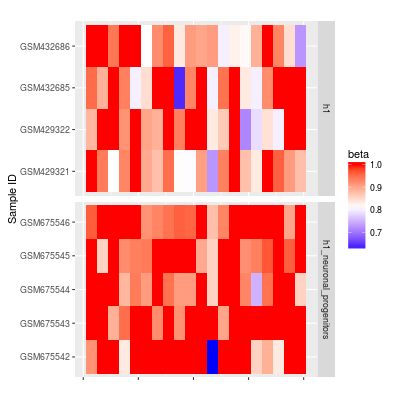 GSM432686
GSM432685
GSM429322
GSM429321
h1
GSM675546
GSM675545
GSM675544
GSM675543
GSM675542
h1_neuronal_progenitors
Sample ID
beta
1.0
0.9
0.8
0.7